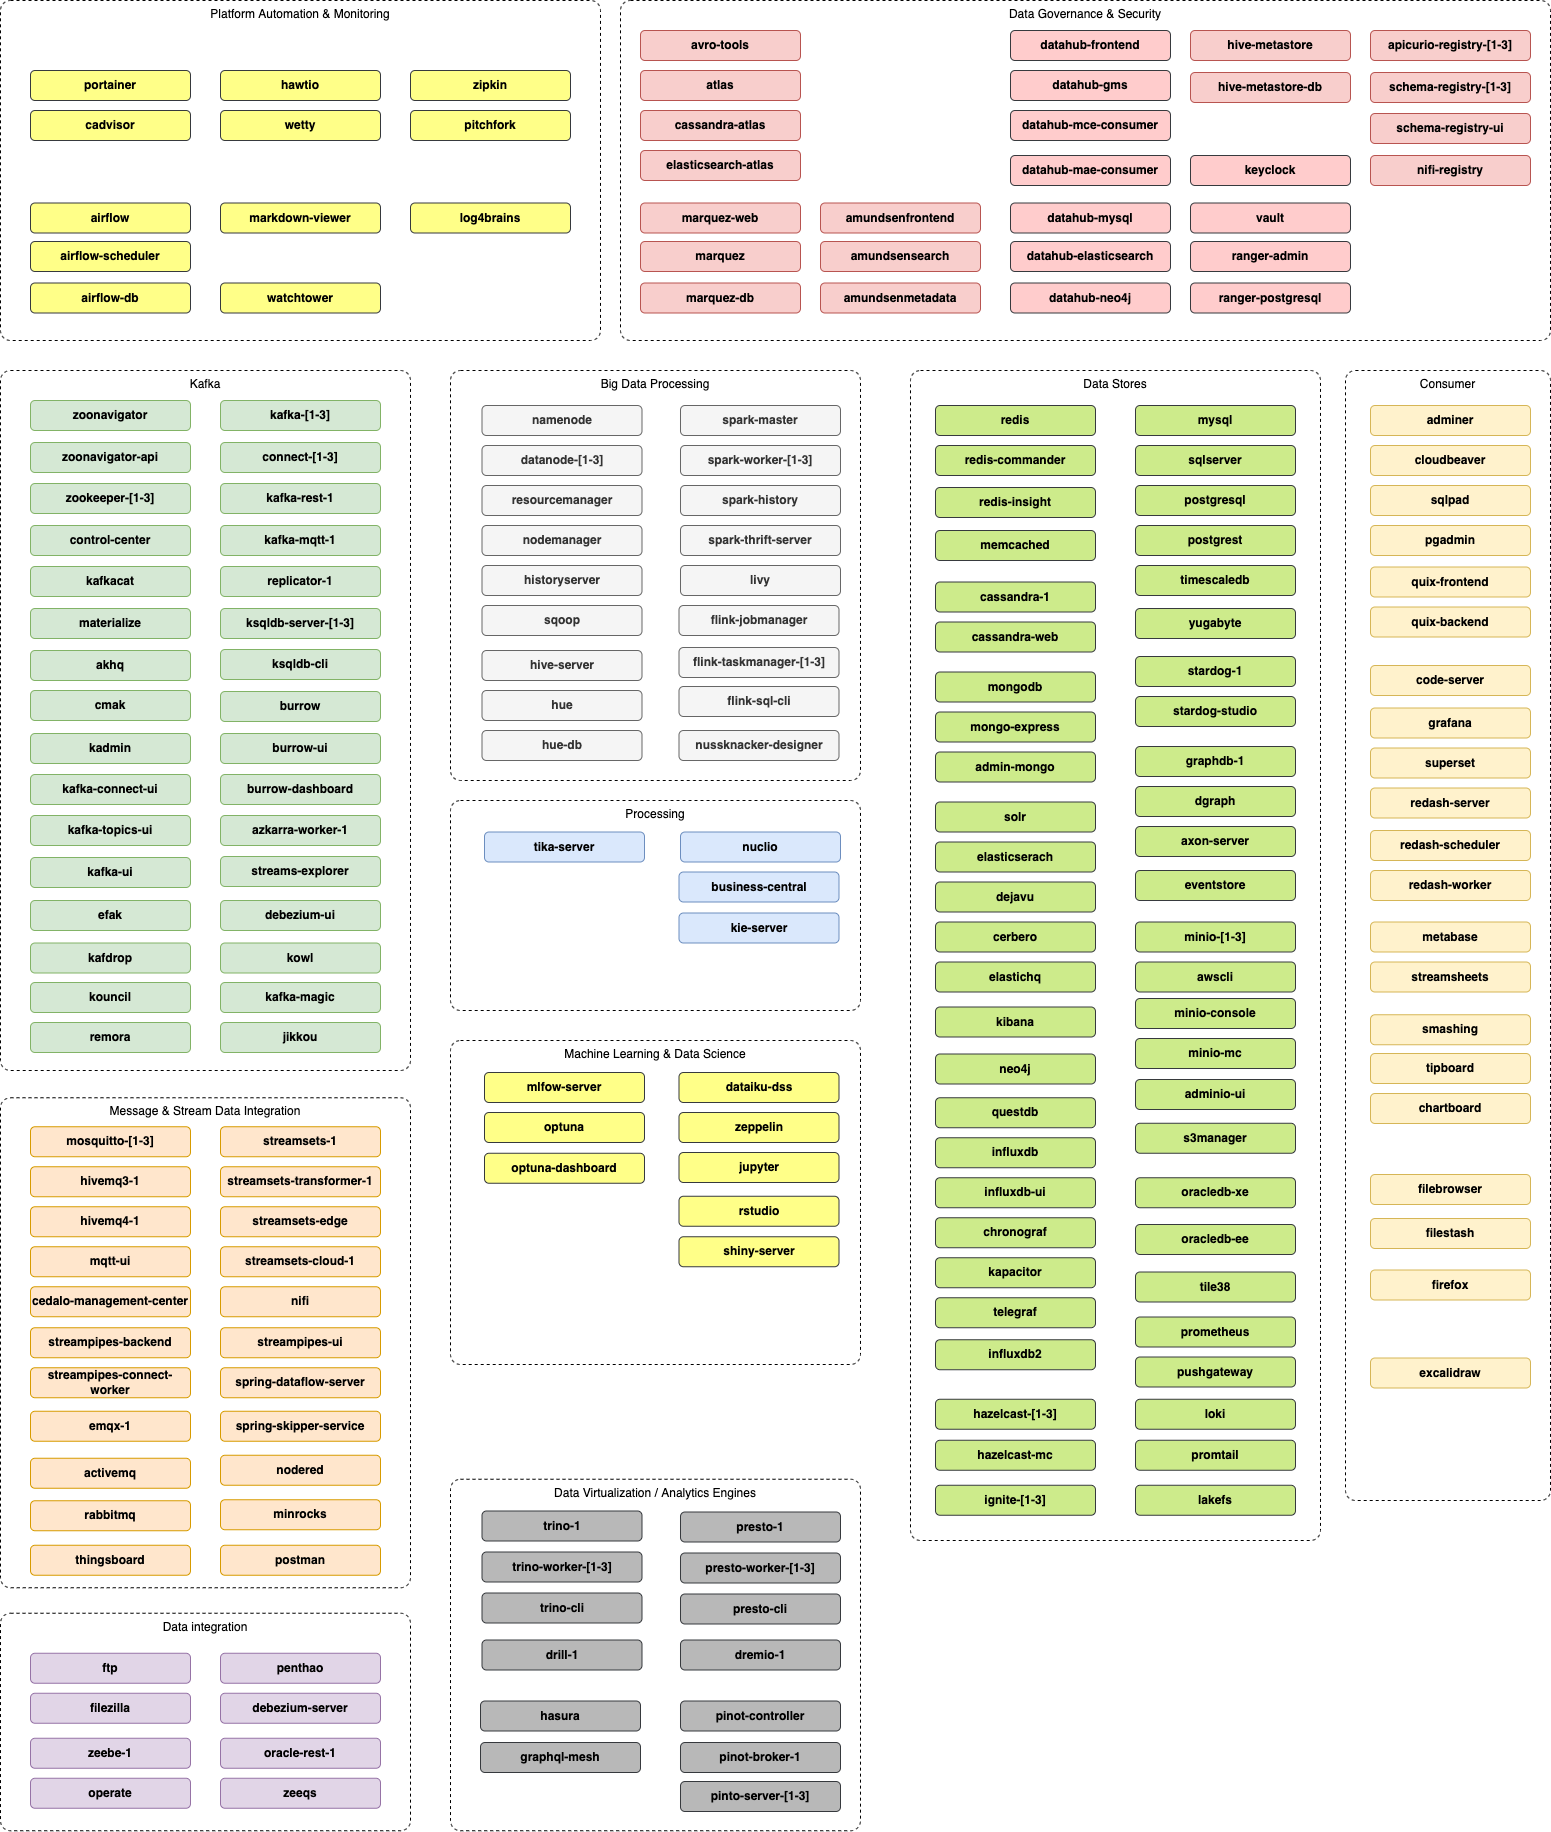 Platform Automation & Monitoring
portainer
hawtio
zipkin
cadvisor
wetty
pitchfork
airflow
markdown-viewer
log4brains
airflow-scheduler
airflow-db
watchtower
Data Governance & Security
avro-tools
datahub-frontend
hive-metastore
apicurio-registry-[1-3]
atlas
datahub-gms
hive-metastore-db
schema-registry-[1-3]
cassandra-atlas
datahub-mce-consumer
schema-registry-ui
elasticsearch-atlas
datahub-mae-consumer
keyclock
nifi-registry
marquez-web
amundsenfrontend
datahub-mysql
vault
marquez
amundsensearch
datahub-elasticsearch
ranger-admin
marquez-db
amundsenmetadata
datahub-neo4j
ranger-postgresql
Kafka
zoonavigator
kafka-[1-3]
zoonavigator-api
connect-[1-3]
zookeeper-[1-3]
kafka-rest-1
control-center
kafka-mqtt-1
kafkacat
replicator-1
materialize
ksqldb-server-[1-3]
akhq
ksqldb-cli
cmak
burrow
kadmin
burrow-ui
kafka-connect-ui
burrow-dashboard
kafka-topics-ui
azkarra-worker-1
kafka-ui
streams-explorer
efak
debezium-ui
kafdrop
kowl
kouncil
kafka-magic
remora
jikkou
Big Data Processing
namenode
spark-master
datanode-[1-3]
spark-worker-[1-3]
resourcemanager
spark-history
nodemanager
spark-thrift-server
historyserver
livy
sqoop
flink-jobmanager
hive-server
flink-taskmanager-[1-3]
hue
flink-sql-cli
hue-db
nussknacker-designer
Processing
tika-server
nuclio
business-central
kie-server
Machine Learning & Data Science
mlfow-server
dataiku-dss
optuna
zeppelin
optuna-dashboard
jupyter
rstudio
shiny-server
Data Stores
redis
mysql
redis-commander
sqlserver
redis-insight
postgresql
memcached
postgrest
timescaledb
cassandra-1
yugabyte
cassandra-web
stardog-1
mongodb
stardog-studio
mongo-express
graphdb-1
admin-mongo
dgraph
solr
axon-server
elasticserach
eventstore
dejavu
cerbero
minio-[1-3]
elastichq
awscli
kibana
minio-console
neo4j
minio-mc
questdb
adminio-ui
influxdb
s3manager
influxdb-ui
oracledb-xe
chronograf
oracledb-ee
kapacitor
tile38
telegraf
prometheus
influxdb2
pushgateway
hazelcast-[1-3]
loki
hazelcast-mc
promtail
ignite-[1-3]
lakefs
Consumer
adminer
cloudbeaver
sqlpad
pgadmin
quix-frontend
quix-backend
code-server
grafana
superset
redash-server
redash-scheduler
redash-worker
metabase
streamsheets
smashing
tipboard
chartboard
filebrowser
filestash
firefox
excalidraw
Message & Stream Data Integration
mosquitto-[1-3]
streamsets-1
hivemq3-1
streamsets-transformer-1
hivemq4-1
streamsets-edge
mqtt-ui
streamsets-cloud-1
cedalo-management-center
nifi
streampipes-backend
streampipes-ui
streampipes-connect-
worker
spring-dataflow-server
emqx-1
spring-skipper-service
activemq
nodered
rabbitmq
minrocks
thingsboard
postman
Data integration
ftp
penthao
filezilla
debezium-server
zeebe-1
oracle-rest-1
operate
zeeqs
Data Virtualization / Analytics Engines
trino-1
presto-1
trino-worker-[1-3]
presto-worker-[1-3]
trino-cli
presto-cli
drill-1
dremio-1
hasura
pinot-controller
graphql-mesh
pinot-broker-1
pinto-server-[1-3]